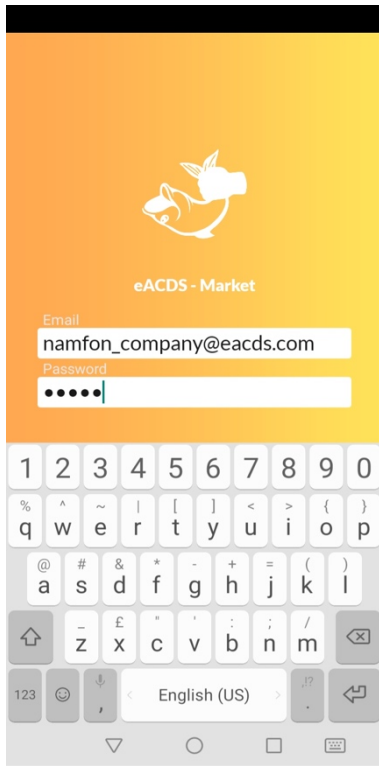 eACDS - Market
Email
namfon_company@eacds.com
Password
•••••
1 2 3 4 5 6 7 8 9 0
% ^ ~ | [ ] < > { }
q w e r t y u i o p
@ # & * - + = ( )
a s d f g h j k l
_ £ " ' : ; /
z x c v b n m
123 , English (US) ,!? .